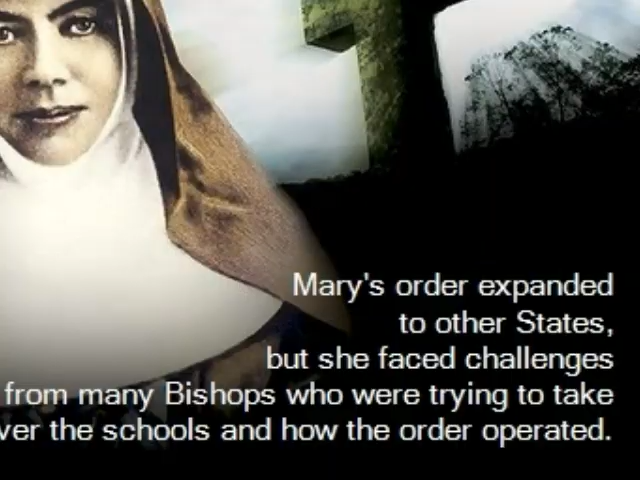 Mary's order expanded
to other States,
but she faced challenges
from many Bishops who were trying to take
the schools and how the order operated.